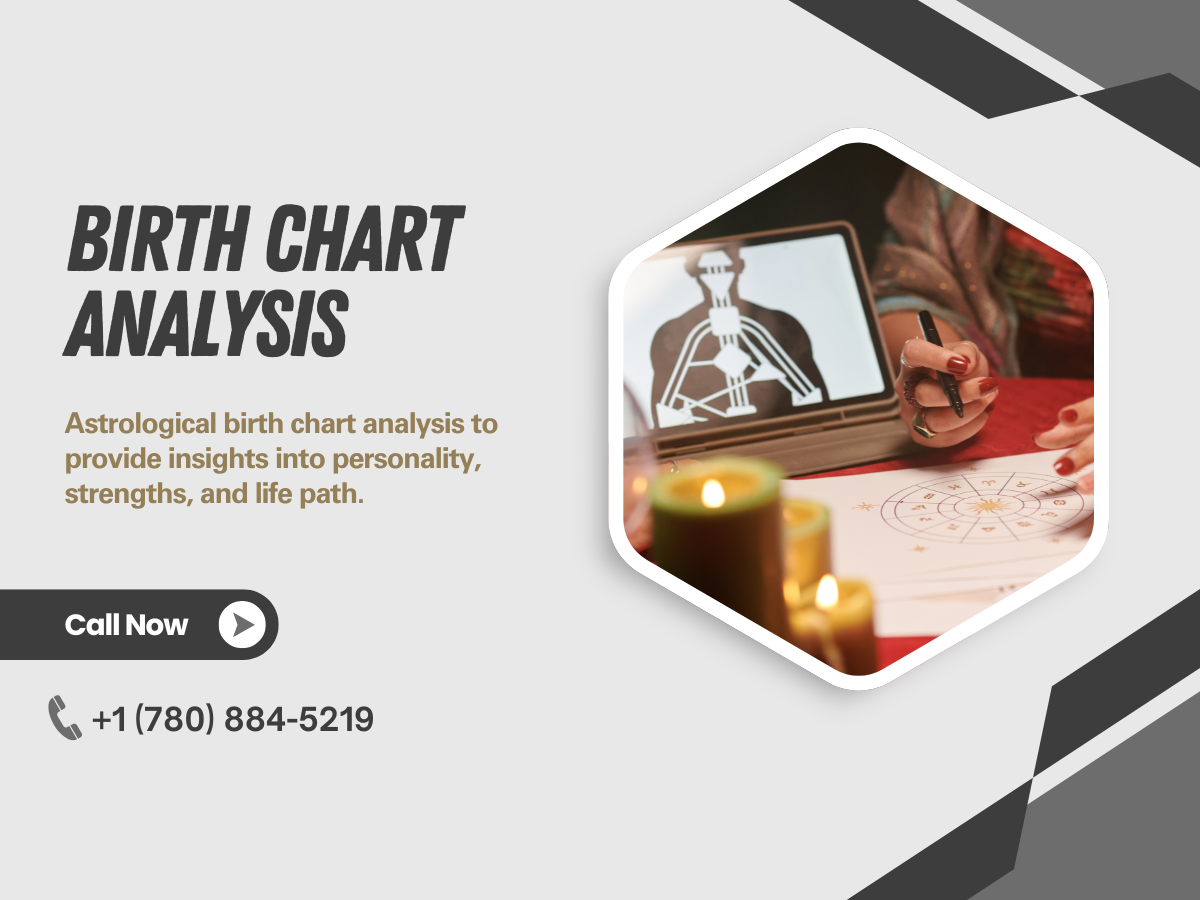 BIRTH CHART
ANALYSIS
Astrological birth chart analysis to
provide insights into personality,
strengths, and life path.
Call Now
+1 (780) 884-5219